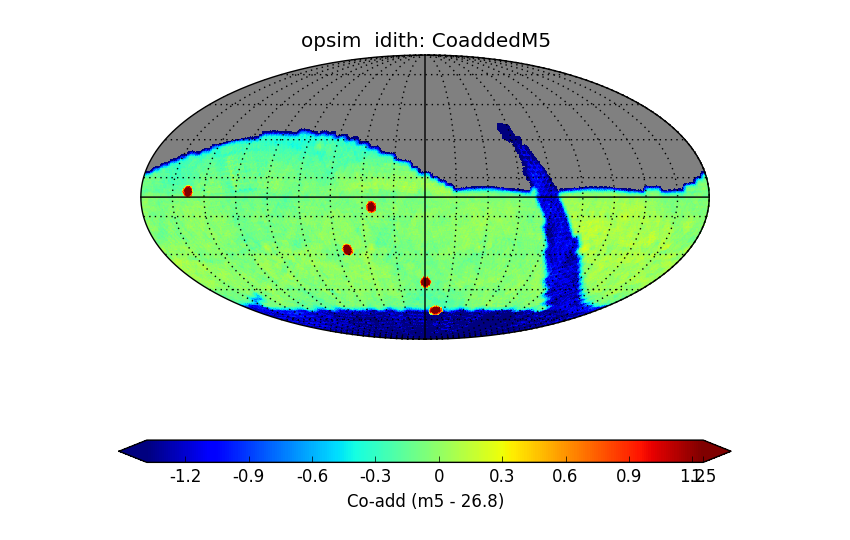 opsim idith: CoaddedM5
-1.2 -0.9 -0.6 -0.3 0 0.3 0.6 0.9 1.2 1.25
Co-add (m5 - 26.8)